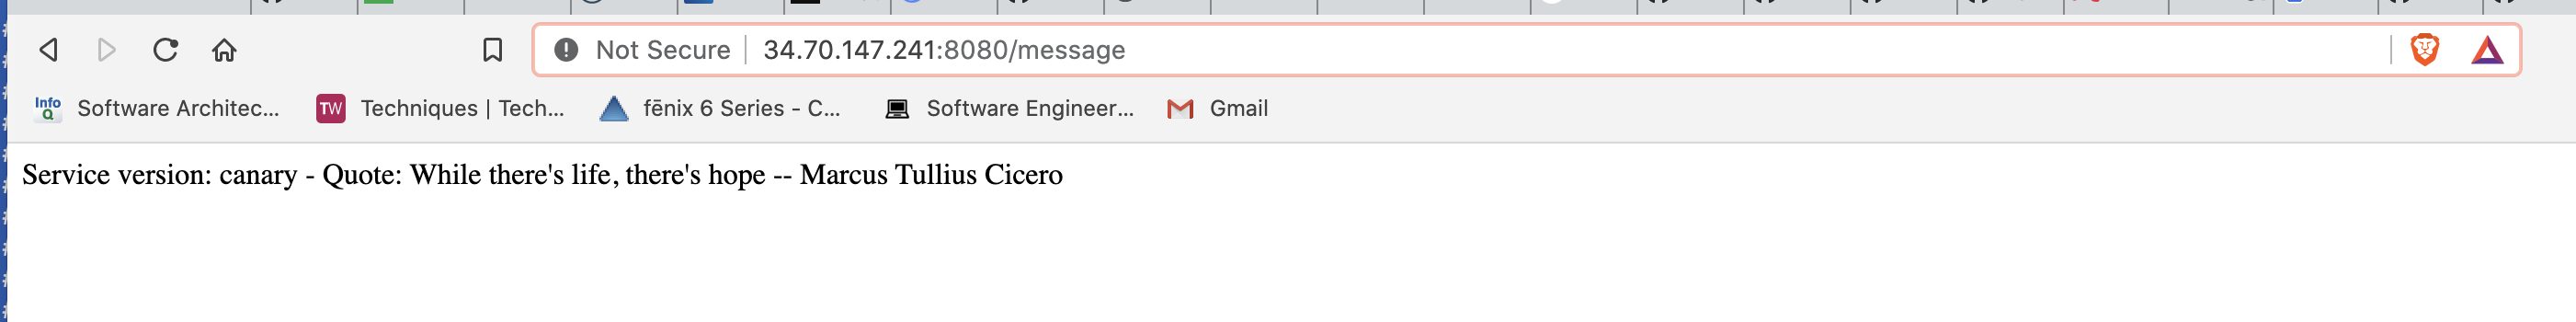 Not Secure 34.70.147.241:8080/message
Info Q Software Architec... TW Techniques | Tech... fēnix 6 Series - C... Software Engineer... Gmail
Service version: canary - Quote: While there's life, there's hope -- Marcus Tullius Cicero